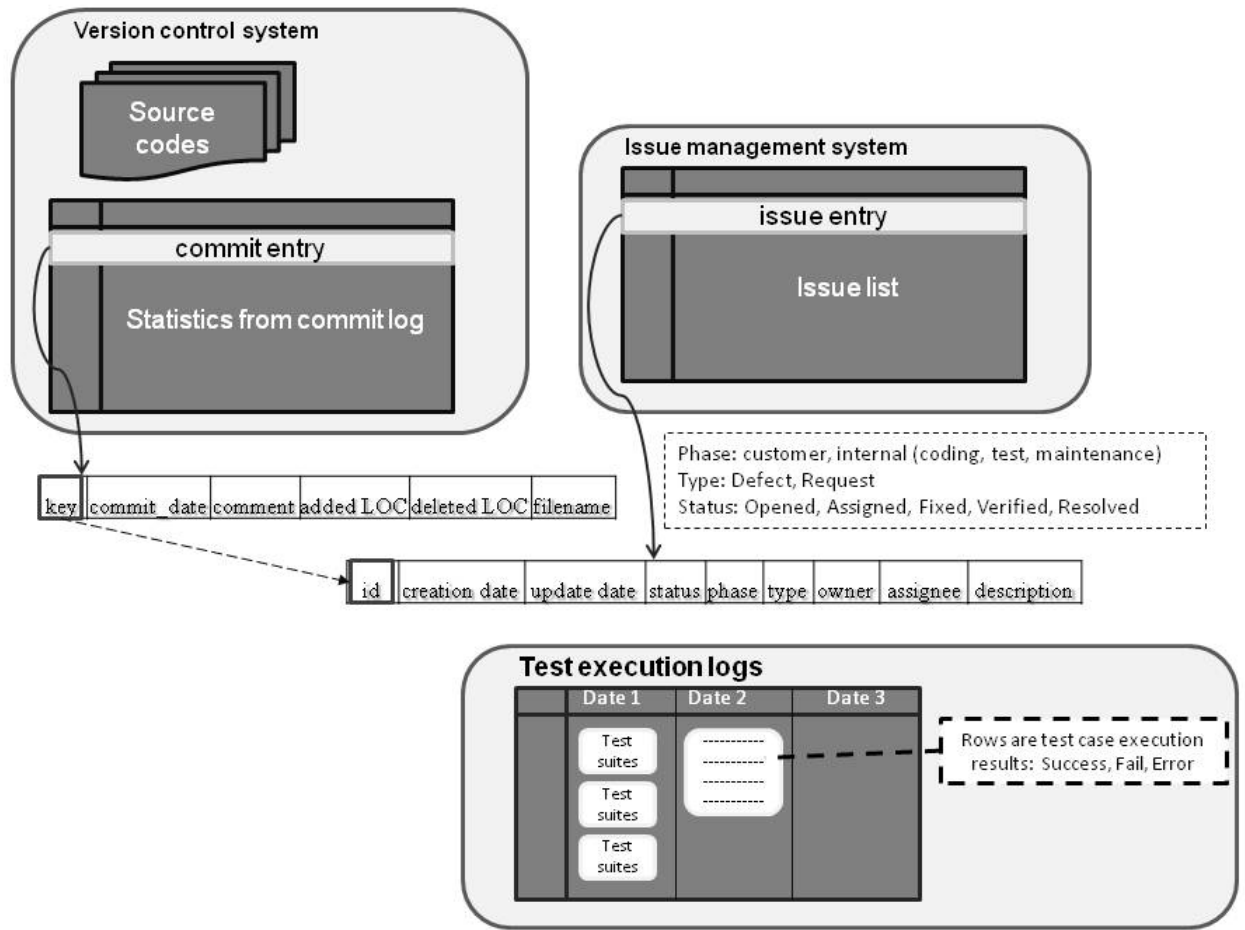 Version control system
Source
codes
commit entry
Statistics from commit log
Issue management system
issue entry
Issue list
Phase: customer, internal (coding, test, maintenance)
Type: Defect, Request
Status: Opened, Assigned, Fixed, Verified, Resolved
key commit_date comment added LOC deleted LOC filename
id creation date update date status phase type owner assignee description
Test execution logs
Date 1 Date 2 Date 3
Test
suites
Test
suites
Test
suites
-----------
-----------
-----------
-----------
Rows are test case execution
results: Success, Fail, Error